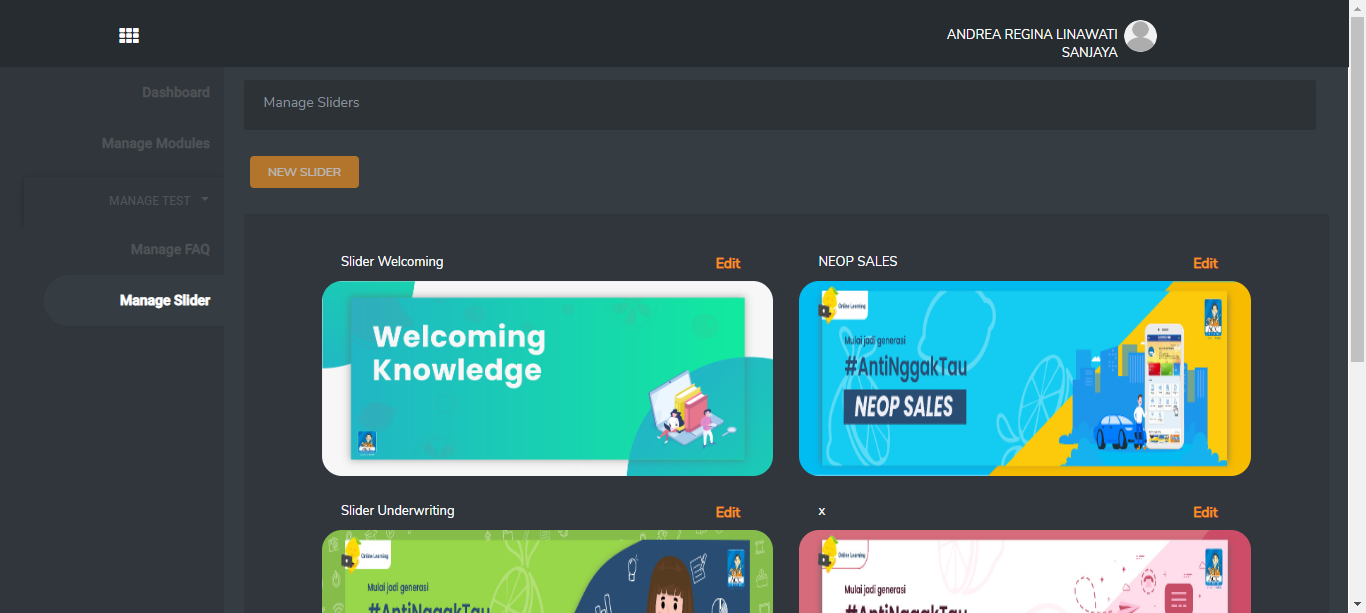 ANDREA REGINA LINAWATI
SANJAYA
Dashboard
Manage Modules
MANAGE TEST
Manage FAQ
Manage Slider
Manage Sliders
NEW SLIDER
Slider Welcoming
Edit
Welcoming
Knowledge
NEOP SALES
Edit
Online Learning
Mulai jadi generasi
#AntiNggakTau
NEOP SALES
Slider Underwriting
Edit
Online Learning
Mulai jadi generasi
#AntiNggakTau
x
Edit
Online Learning
Mulai jadi generasi
#AntiNggakTau